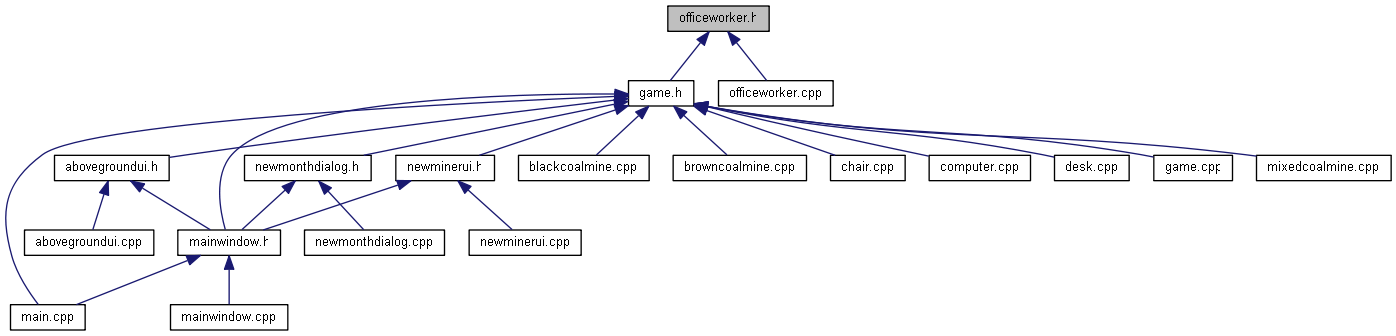 officeworker.h
game.h
officeworker.cpp
abovegroundui.h
newmonthdialog.h
newminerui.h
blackcoalmine.cpp
browncoalmine.cpp
chair.cpp
computer.cpp
desk.cpp
game.cpp
mixedcoalmine.cpp
abovegroundui.cpp
mainwindow.h
newmonthdialog.cpp
newminerui.cpp
main.cpp
mainwindow.cpp